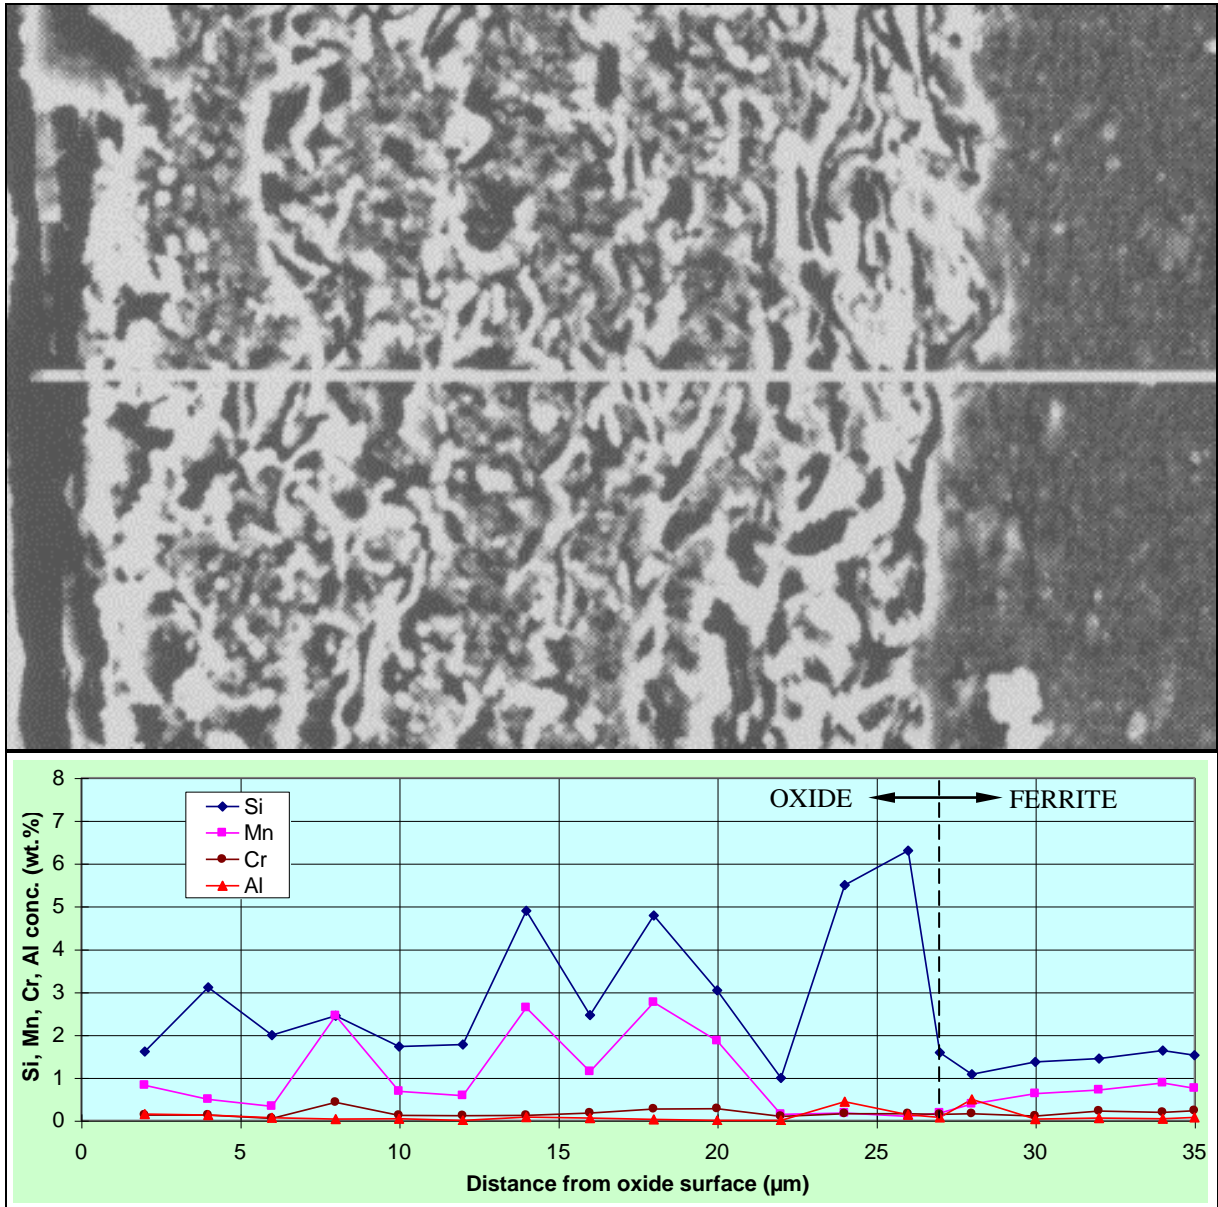 8
7
6
5
4
3
2
1
0
Si, Mn, Cr, Al conc. (wt.%)
Si
Mn
Cr
Al
OXIDE
FERRITE
0 5 10 15 20 25 30 35
Distance from oxide surface (µm)